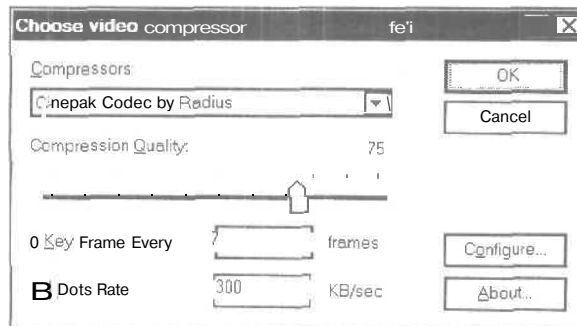 Choose video compressor fe'i
Compressors
Cinepak Codec by Radius
OK
Cancel
Compression Quality: 75
0 Key Frame Every 7 frames
Configure...
B Dots Rate 300 KB/sec
About...